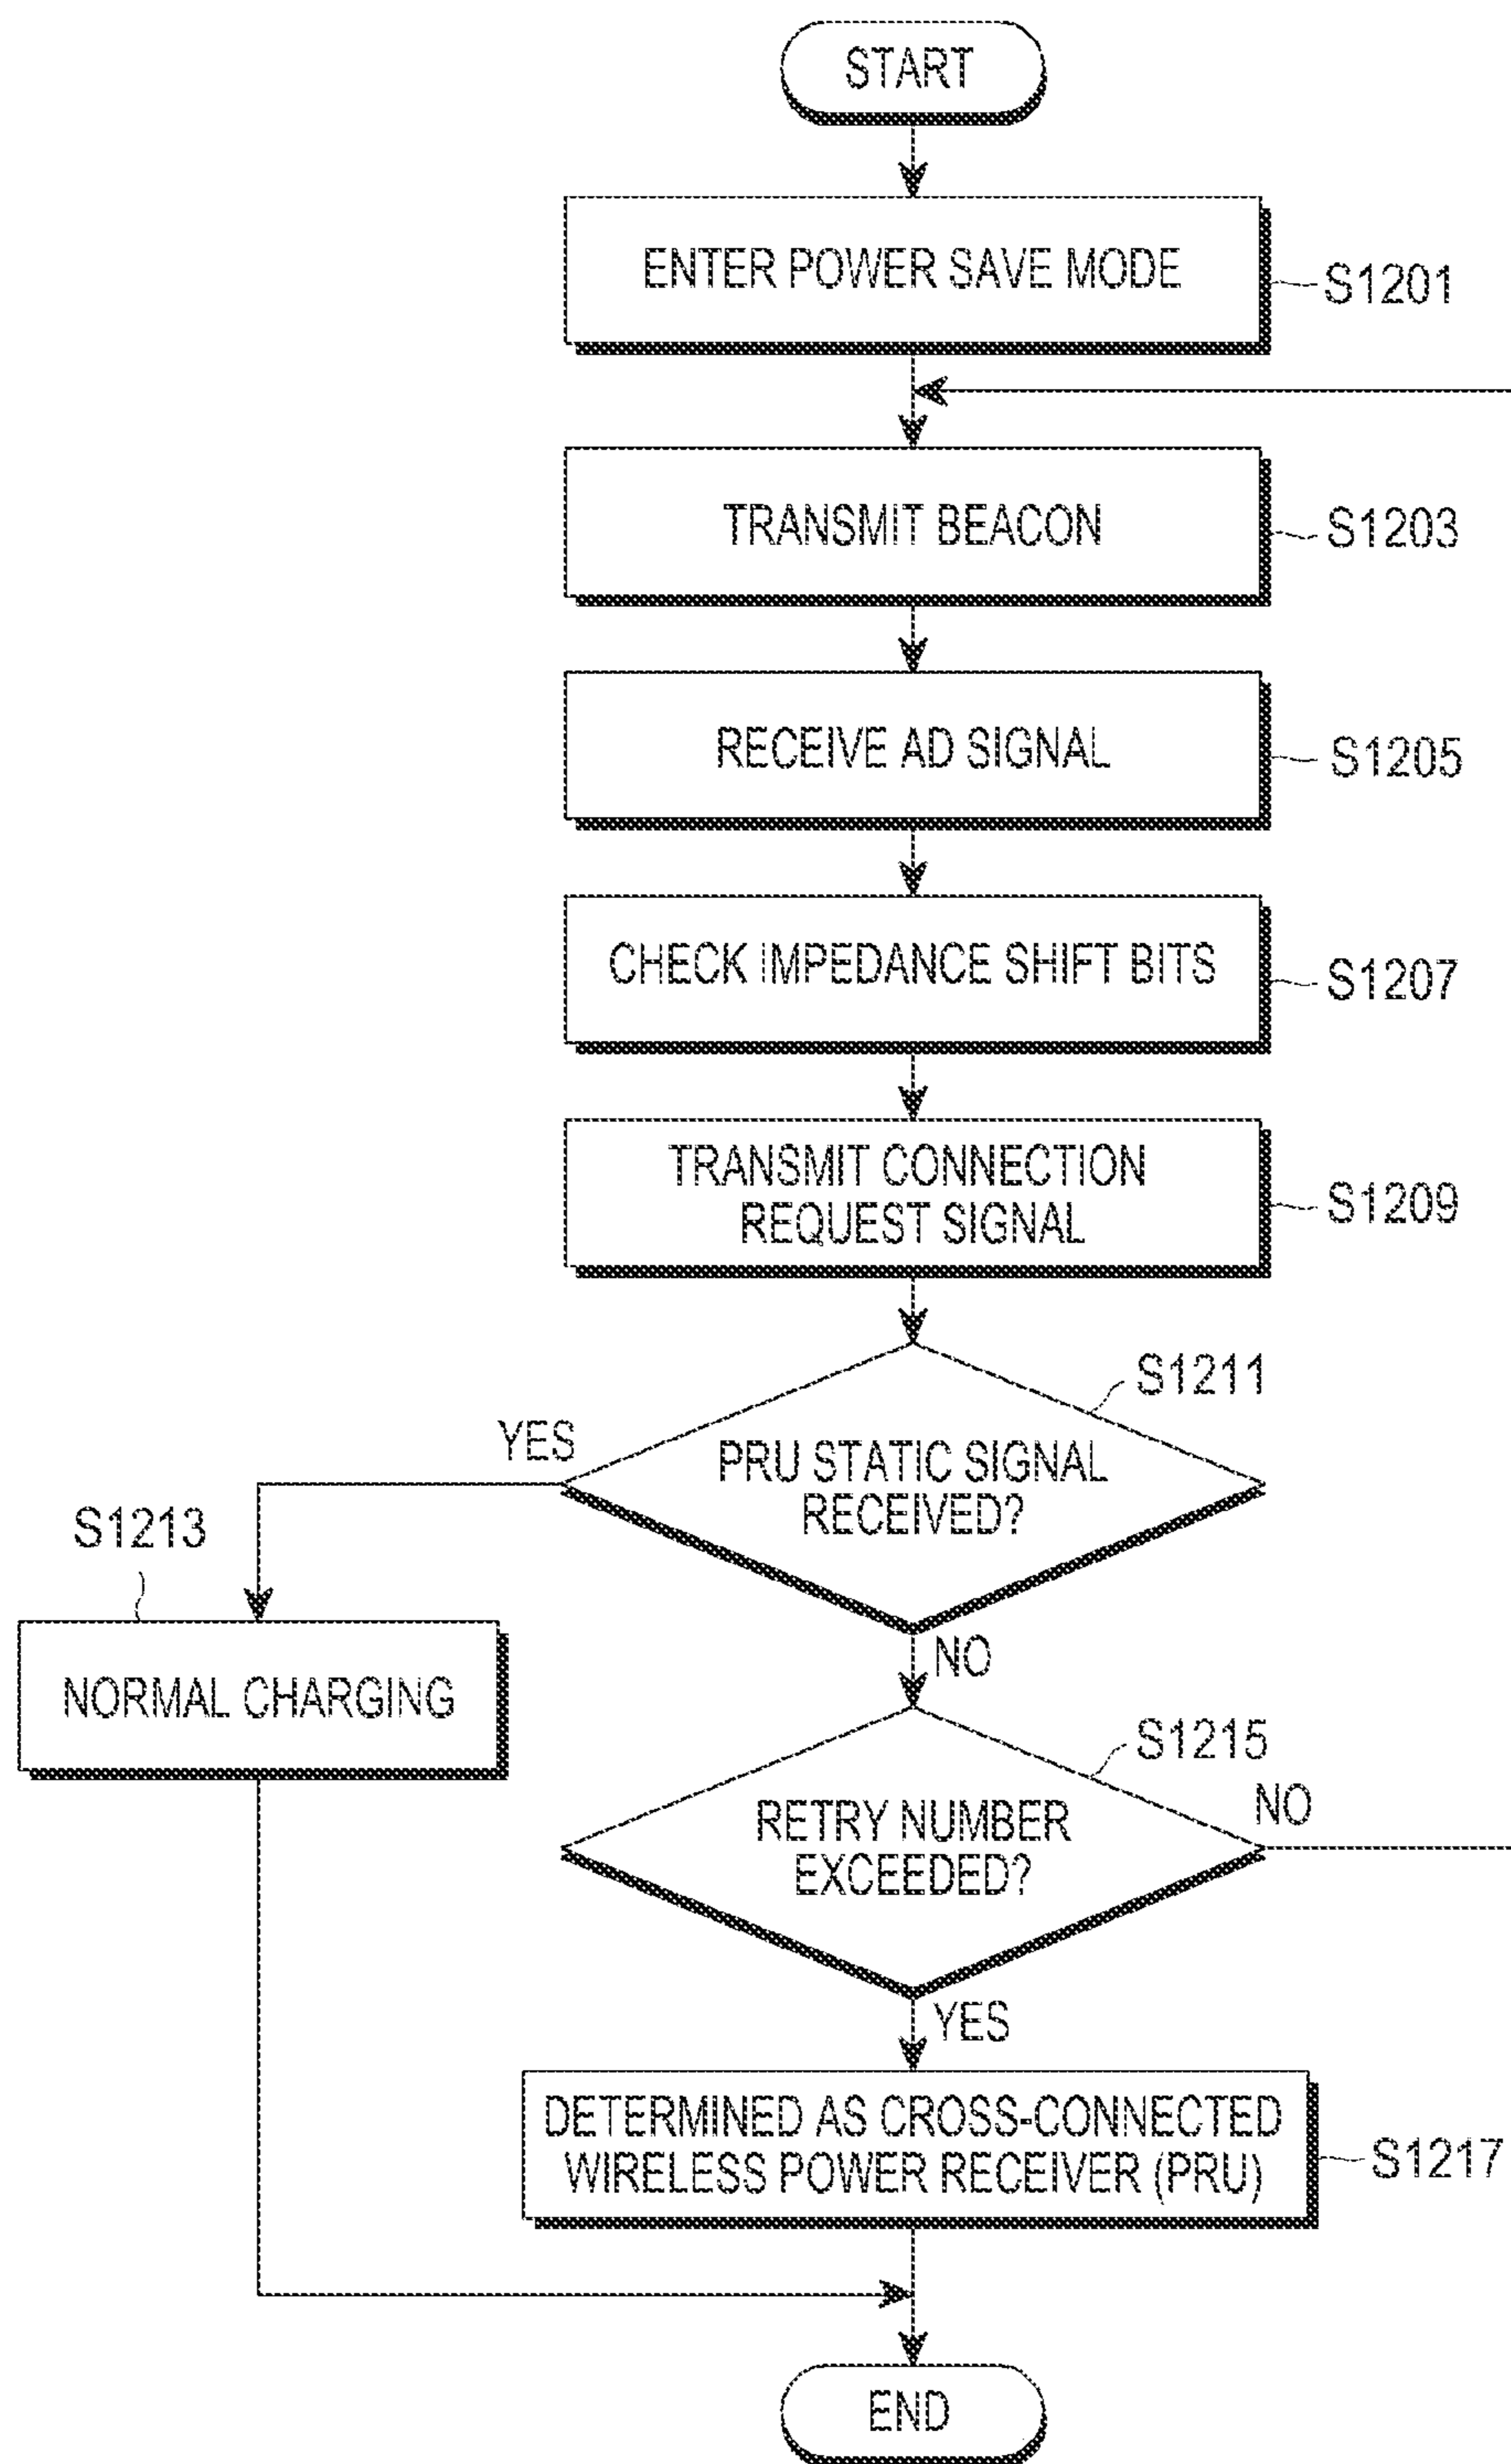 START
ENTER POWER SAVE MODE
S1201
TRANSMIT BEACON
S1203
RECEIVE AD SIGNAL
S1205
CHECK IMPEDANCE SHIFT BITS
S1207
TRANSMIT CONNECTION
REQUEST SIGNAL
S1209
S1211
YES
PRU STATIC SIGNAL
RECEIVED?
S1213
NORMAL CHARGING
NO
S1215
RETRY NUMBER
EXCEEDED?
NO
YES
DETERMINED AS CROSS-CONNECTED
WIRELESS POWER RECEIVER (PRU)
S1217
END